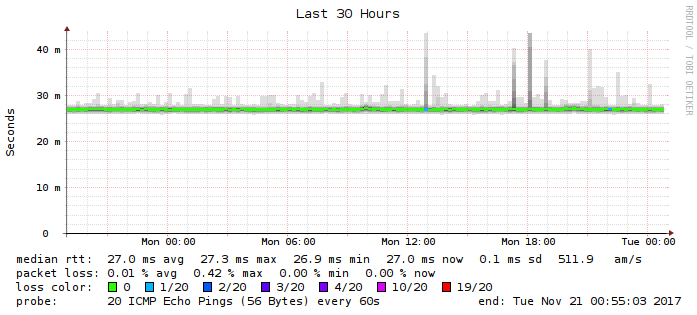 Last 30 Hours
RRDTOOL / TOBI OETIKER
Seconds
40 m
30 m
20 m
10 m
0
Mon 00:00 Mon 06:00 Mon 12:00 Mon 18:00 Tue 00:00
median rtt: 27.0 ms avg 27.3 ms max 26.9 ms min 27.0 ms now 0.1 ms sd 511.9 am/s
packet loss: 0.01 % avg 0.42 % max 0.00 % min 0.00 % now
loss color: 0 1/20 2/20 3/20 4/20 10/20 19/20
probe: 20 ICMP Echo Pings (56 Bytes) every 60s end: Tue Nov 21 00:55:03 2017